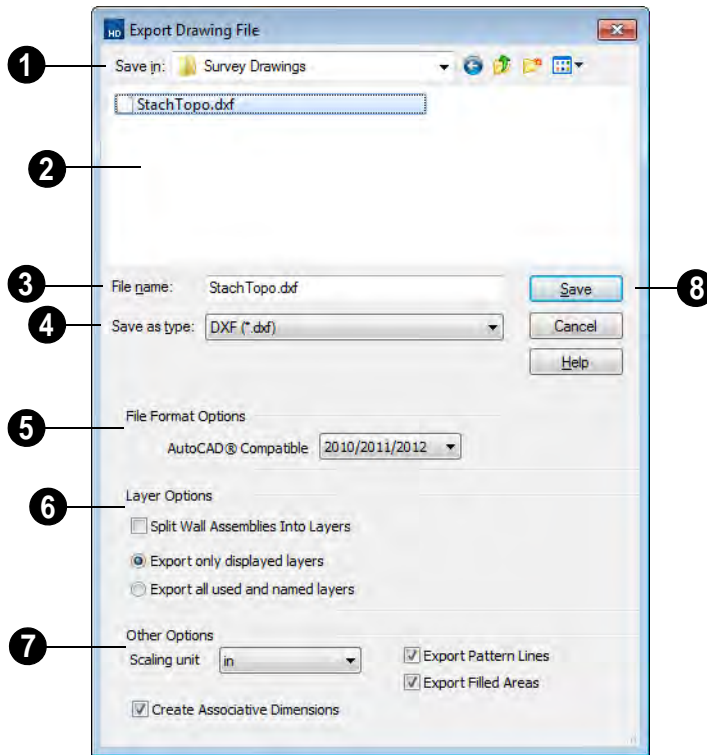 HD Export Drawing File
1 Save in: Survey Drawings
StachTopo.dxf
2
3 File name: StachTopo.dxf Save 8
4 Save as type: DXF (*.dxf) Cancel
Help
5 File Format Options
AutoCAD® Compatible 2010/2011/2012
6 Layer Options
Split Wall Assemblies Into Layers
Export only displayed layers
Export all used and named layers
7 Other Options
Scaling unit in Export Pattern Lines
Export Filled Areas
Create Associative Dimensions